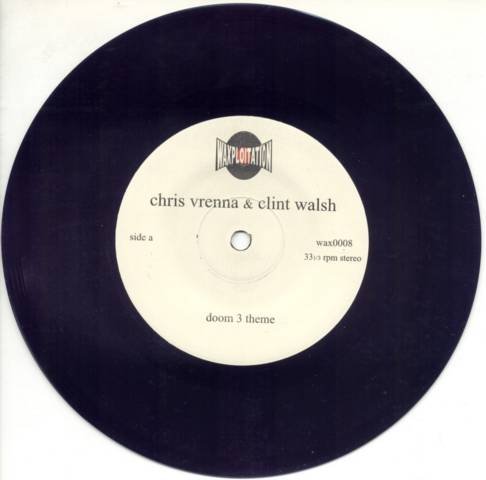 WAXPLOITATION
chris vrenna & clint walsh
side a
wax0008
33 1/3 rpm stereo
doom 3 theme